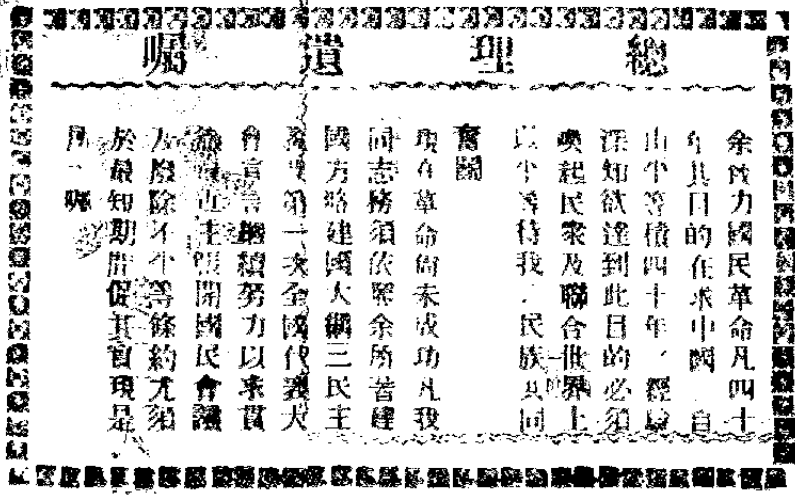 總理遺囑
余致力國民革命凡四十
年其目的在求中國之自
由平等積四十年之經驗
深知欲達到此目的必須
喚起民衆及聯合世界上
以平等待我之民族共同
奮鬭
現在革命尚未成功凡我
同志務須依照余所著建
國方略建國大綱三民主
義及第一次全國代表大
會宣言繼續努力以求貫
徹最近主張開國民會議
及廢除不平等條約尤須
於最短期間促其實現是
所至囑